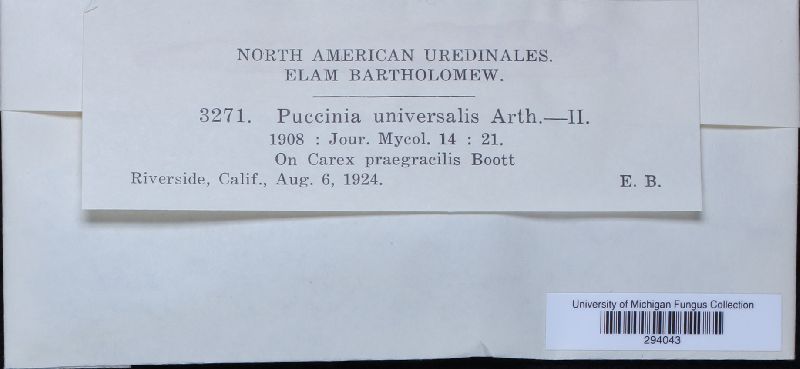 NORTH AMERICAN UREDINALES.
ELAM BARTHOLOMEW.
3271. Puccinia universalis Arth.—II.
1908 : Jour. Mycol. 14 : 21.
On Carex praegracilis Boott
Riverside, Calif., Aug. 6, 1924. E. B.
University of Michigan Fungus Collection
294043